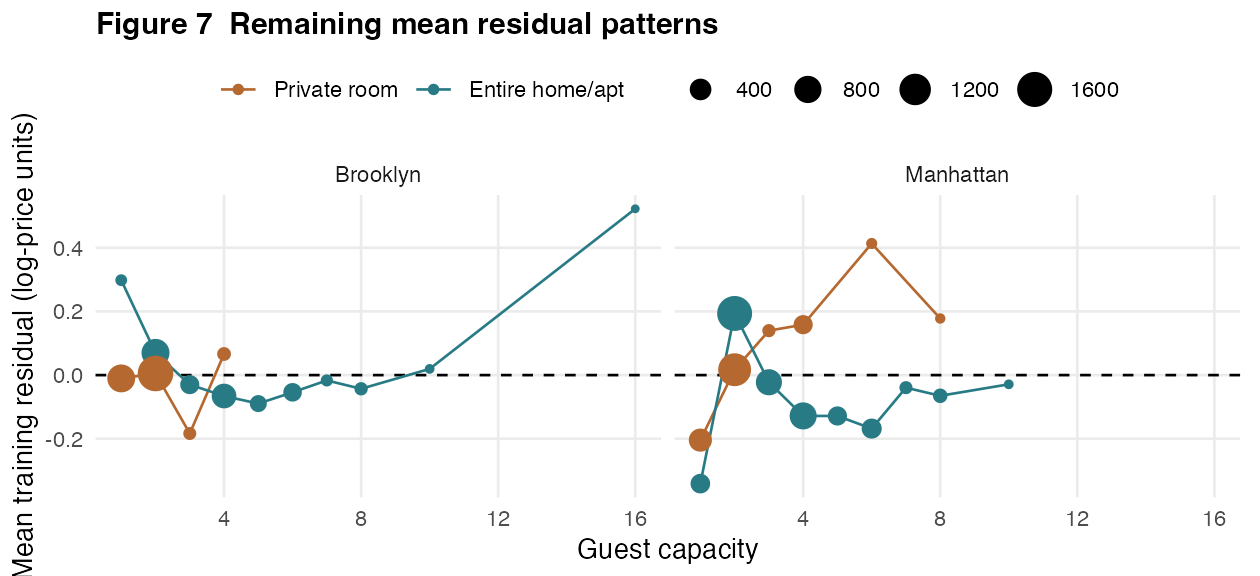 Figure 7  Remaining mean residual patterns
Private room
Entire home/apt
400
800
1200
1600
Mean training residual (log-price units)
Brooklyn
Manhattan
0.4
0.2
0.0
-0.2
4
8
12
16
4
8
12
16
Guest capacity